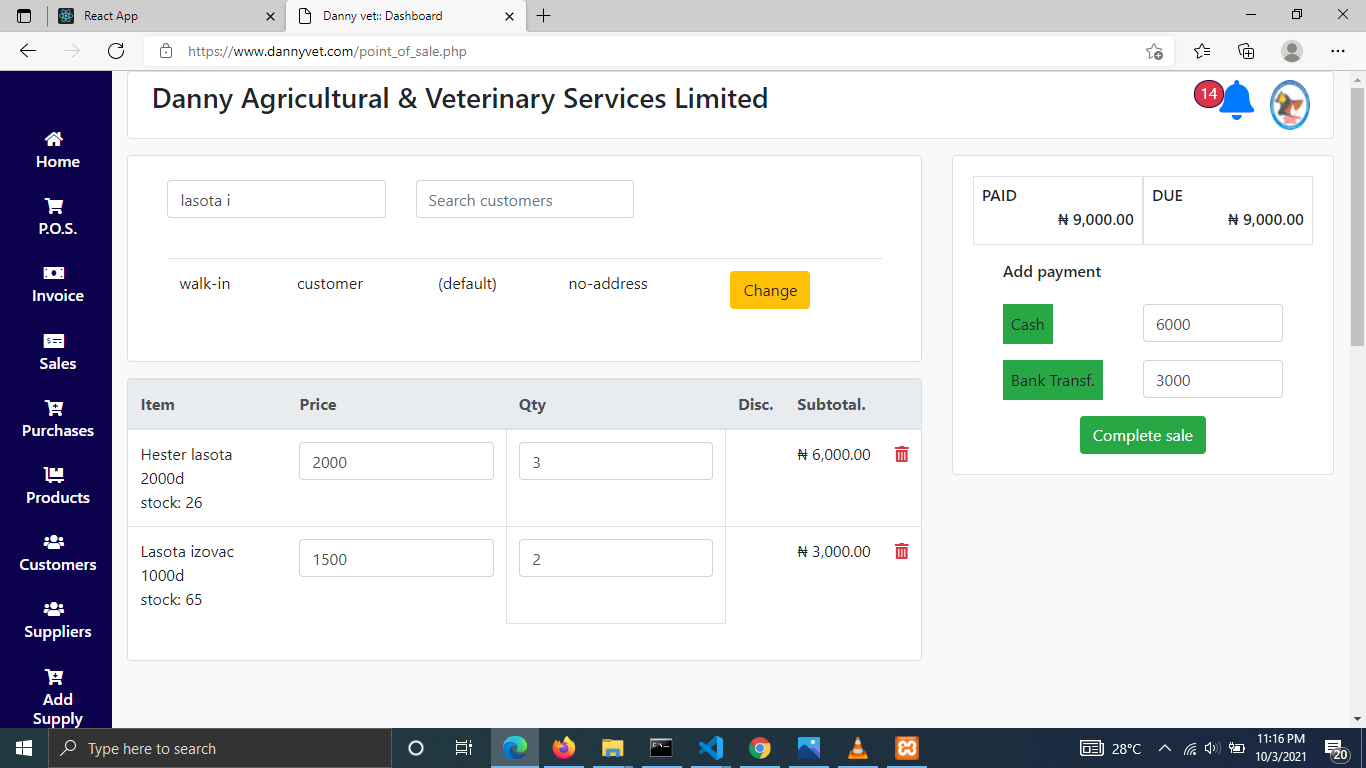 React App
Danny vet:: Dashboard
https://www.dannyvet.com/point_of_sale.php
Danny Agricultural & Veterinary Services Limited
14
Home
P.O.S.
Invoice
Sales
Purchases
Products
Customers
Suppliers
Add
Supply
lasota i
Search customers
walk-in customer (default) no-address Change
Item Price Qty Disc. Subtotal.
Hester lasota 2000 3 ₦ 6,000.00
2000d
stock: 26
Lasota izovac 1500 2 ₦ 3,000.00
1000d
stock: 65
PAID DUE
₦ 9,000.00 ₦ 9,000.00
Add payment
Cash 6000
Bank Transf. 3000
Complete sale
Type here to search
28°C
11:16 PM
10/3/2021
20